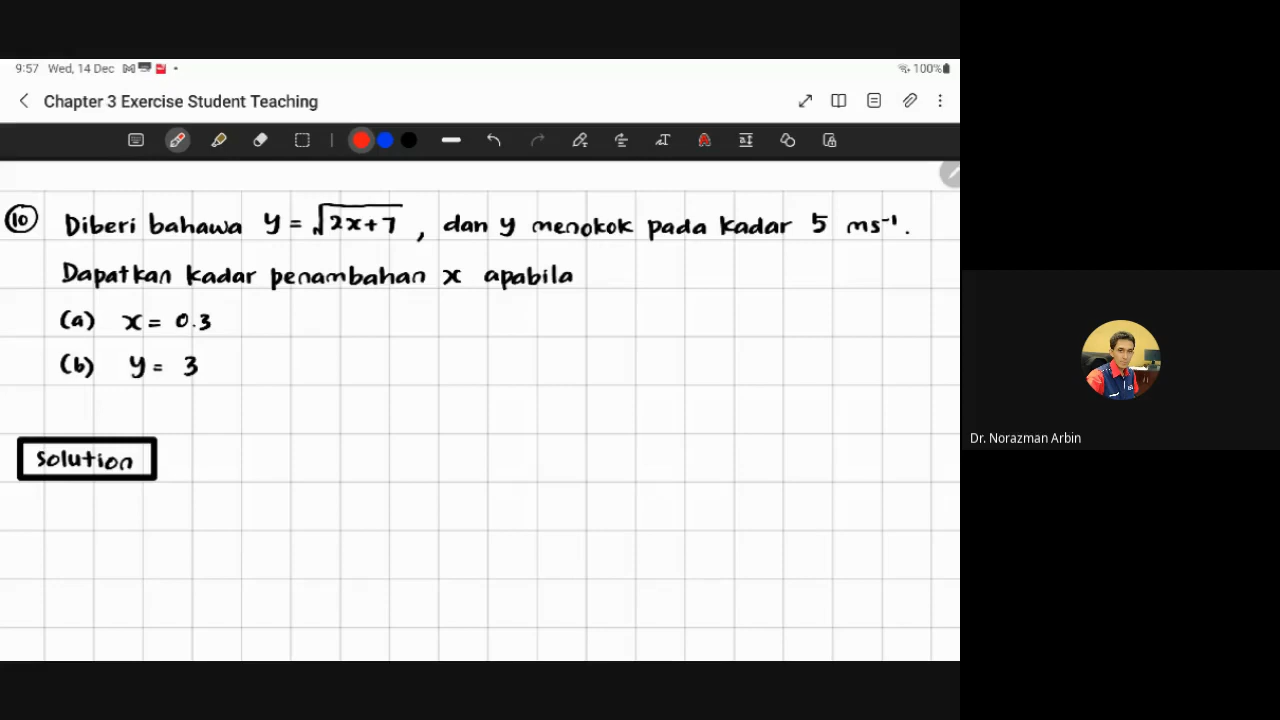 9:57 Wed, 14 Dec
100%
Chapter 3 Exercise Student Teaching
10 Diberi bahawa y = √2x+7 , dan y menokok pada kadar 5 ms⁻¹.
Dapatkan kadar penambahan x apabila
(a) x = 0.3
(b) y = 3
Solution
Dr. Norazman Arbin